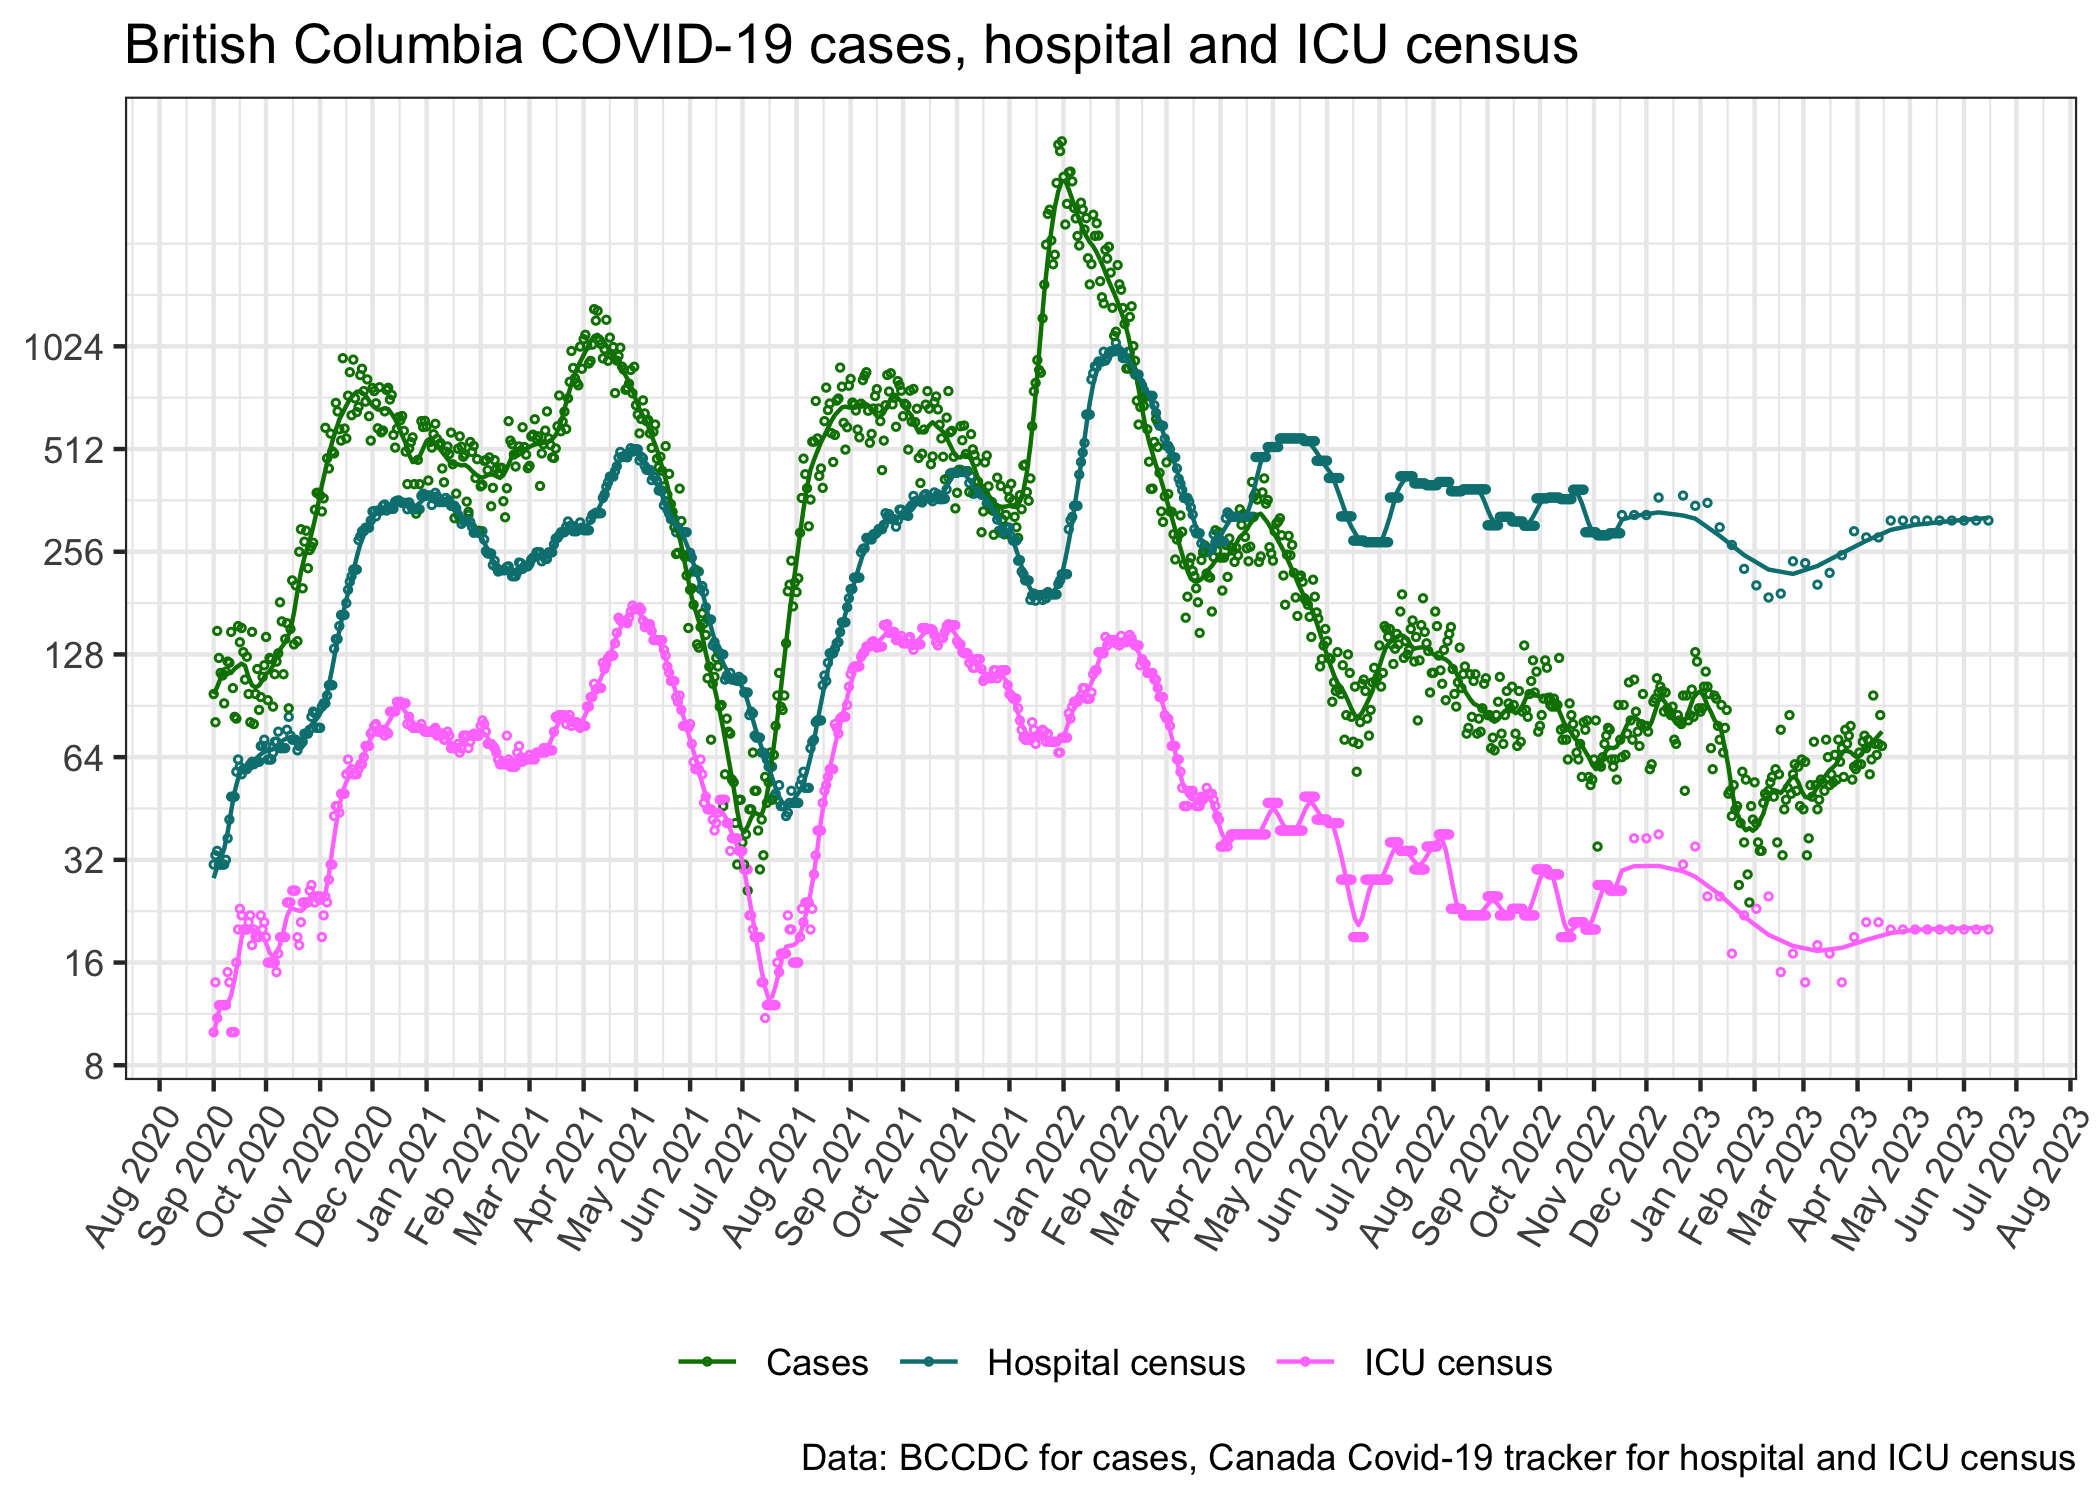 British Columbia COVID-19 cases, hospital and ICU census
1024
512
256
128
64
32
16
8
Aug 2020
Sep 2020
Oct 2020
Nov 2020
Dec 2020
Jan 2021
Feb 2021
Mar 2021
Apr 2021
May 2021
Jun 2021
Jul 2021
Aug 2021
Sep 2021
Oct 2021
Nov 2021
Dec 2021
Jan 2022
Feb 2022
Mar 2022
Apr 2022
May 2022
Jun 2022
Jul 2022
Aug 2022
Sep 2022
Oct 2022
Nov 2022
Dec 2022
Jan 2023
Feb 2023
Mar 2023
Apr 2023
May 2023
Jun 2023
Jul 2023
Aug 2023
Cases Hospital census ICU census
Data: BCCDC for cases, Canada Covid-19 tracker for hospital and ICU census